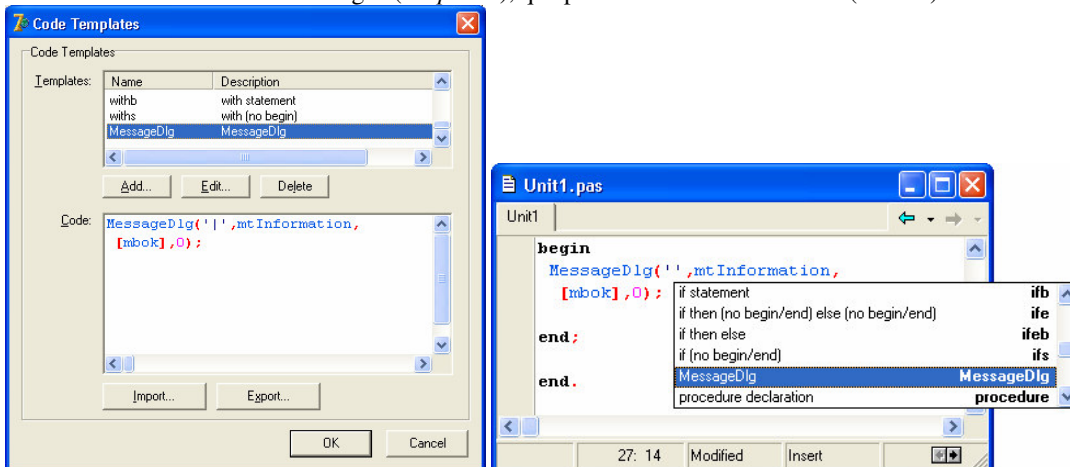 Code Templates
Code Templates
Templates:
Name Description
withb with statement
withs with (no begin)
MessageDlg MessageDlg
Add... Edit... Delete
Code:
MessageDlg('|',mtInformation,
[mbok],0);
Import... Export...
OK Cancel
Unit1.pas
Unit1
begin
MessageDlg('',mtInformation,
[mbok],0);
end;
end.
if statement ifb
if then (no begin/end) else (no begin/end) ife
if then else ifeb
if (no begin/end) ifs
MessageDlg MessageDlg
procedure declaration procedure
27: 14 Modified Insert